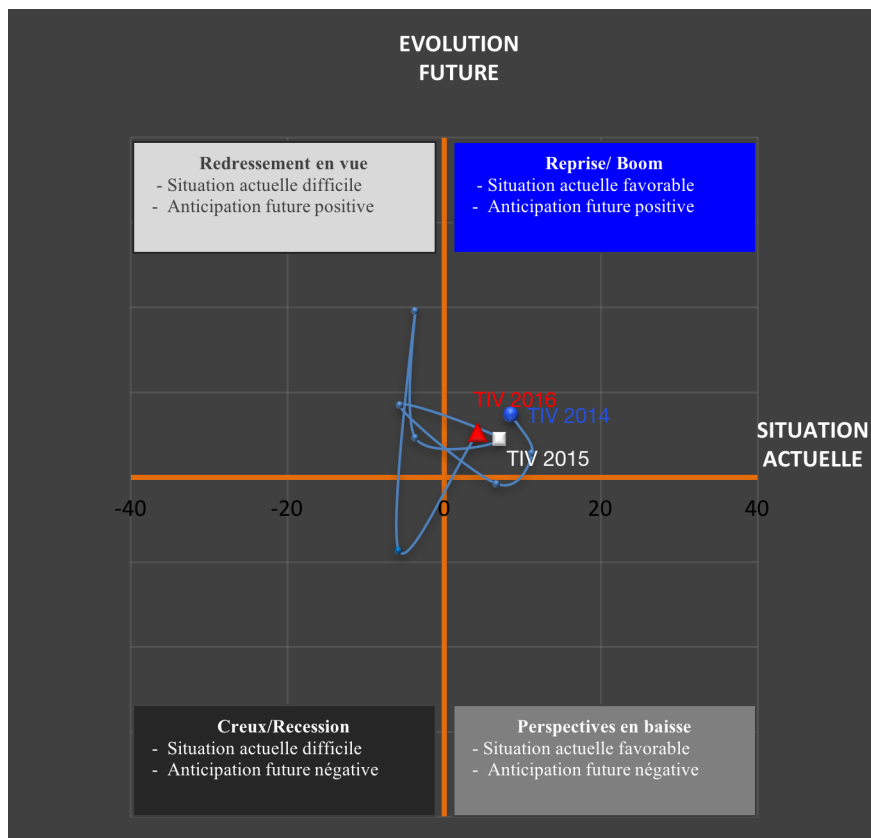 EVOLUTION
FUTURE
Redressement en vue
- Situation actuelle difficile
- Anticipation future positive
Reprise/ Boom
- Situation actuelle favorable
- Anticipation future positive
TIV 2016
TIV 2014
TIV 2015
SITUATION
ACTUELLE
-40
-20
0
20
40
Creux/Recession
- Situation actuelle difficile
- Anticipation future négative
Perspectives en baisse
- Situation actuelle favorable
- Anticipation future négative